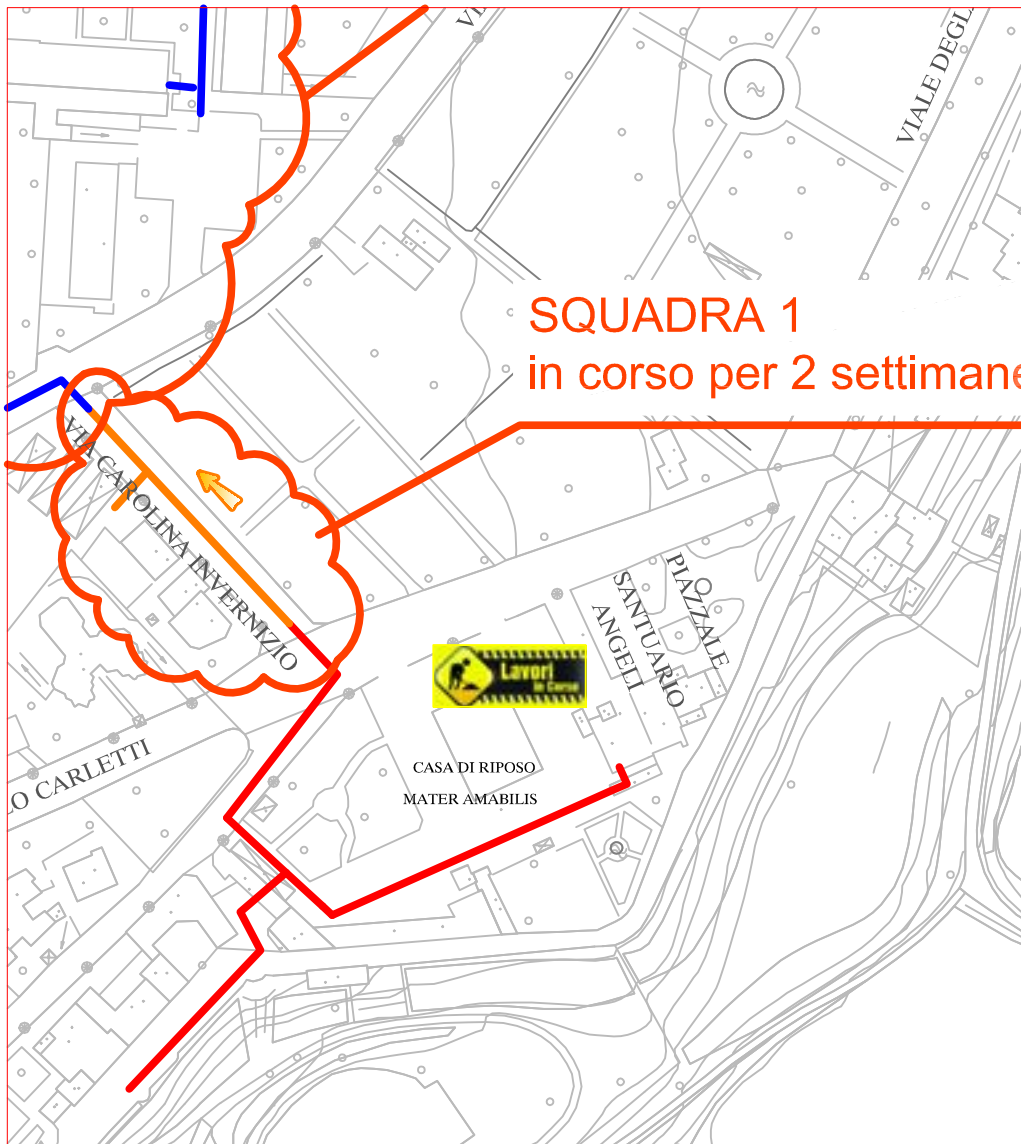 VIALE DEGL
SQUADRA 1
in corso per 2 settimane
VIA CAROLINA INVERNIZIO
PIAZZALE
SANTUARIO
ANGELI
Lavori
in Corso
CASA DI RIPOSO
MATER AMABILIS
LO CARLETTI